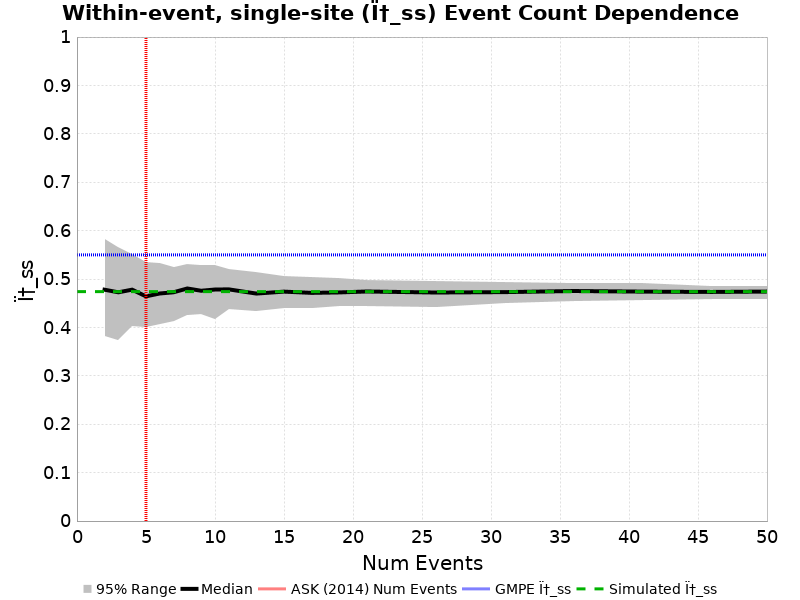 Within-event, single-site (Ï†_ss) Event Count Dependence
1
0.9
0.8
0.7
0.6
0.5
0.4
0.3
0.2
0.1
0
Ï†_ss
0 5 10 15 20 25 30 35 40 45 50
Num Events
95% Range Median ASK (2014) Num Events GMPE Ï†_ss Simulated Ï†_ss